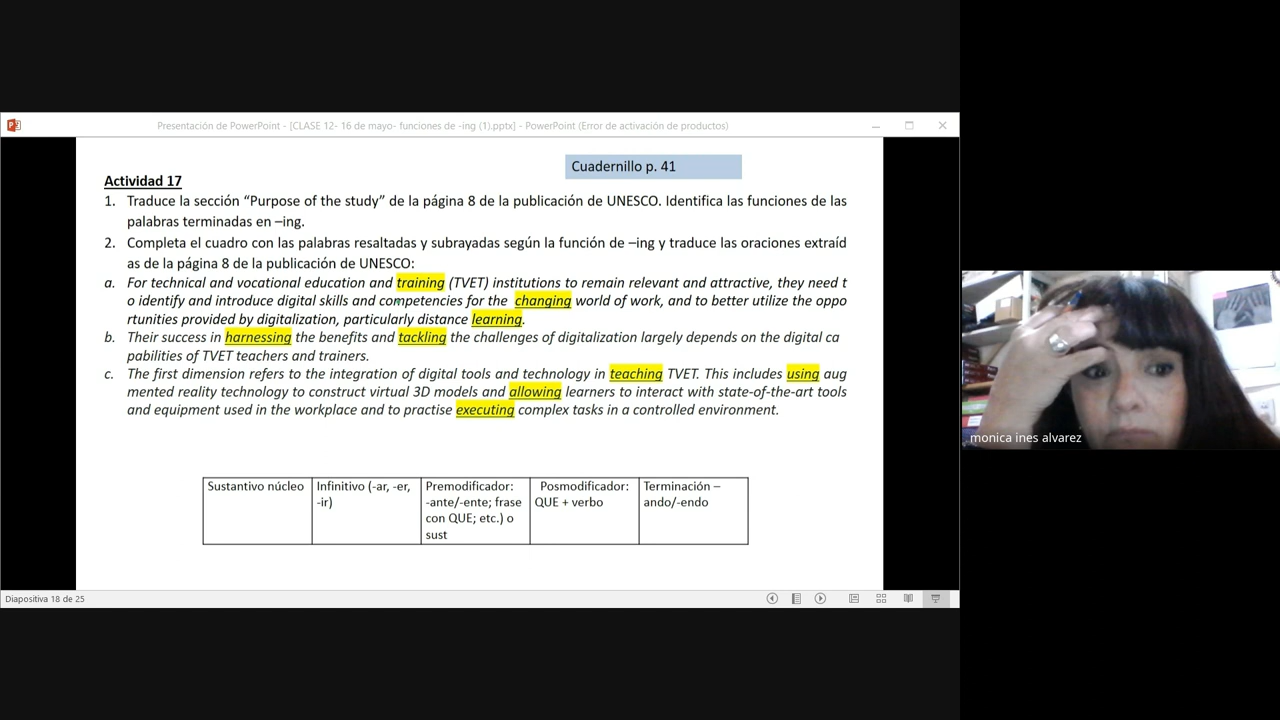 Presentación de PowerPoint - [CLASE 12- 16 de mayo- funciones de -ing (1).pptx] - PowerPoint (Error de activación de productos)
Cuadernillo p. 41
Actividad 17
1. Traduce la sección “Purpose of the study” de la página 8 de la publicación de UNESCO. Identifica las funciones de las
palabras terminadas en –ing.
2. Completa el cuadro con las palabras resaltadas y subrayadas según la función de –ing y traduce las oraciones extraíd
as de la página 8 de la publicación de UNESCO:
a. For technical and vocational education and training (TVET) institutions to remain relevant and attractive, they need t
o identify and introduce digital skills and competencies for the changing world of work, and to better utilize the oppo
rtunities provided by digitalization, particularly distance learning.
b. Their success in harnessing the benefits and tackling the challenges of digitalization largely depends on the digital ca
pabilities of TVET teachers and trainers.
c. The first dimension refers to the integration of digital tools and technology in teaching TVET. This includes using aug
mented reality technology to construct virtual 3D models and allowing learners to interact with state-of-the-art tools
and equipment used in the workplace and to practise executing complex tasks in a controlled environment.
Sustantivo núcleo
Infinitivo (-ar, -er,
-ir)
Premodificador:
-ante/-ente; frase
con QUE; etc.) o
sust
Posmodificador:
QUE + verbo
Terminación –
ando/-endo
Diapositiva 18 de 25
monica ines alvarez